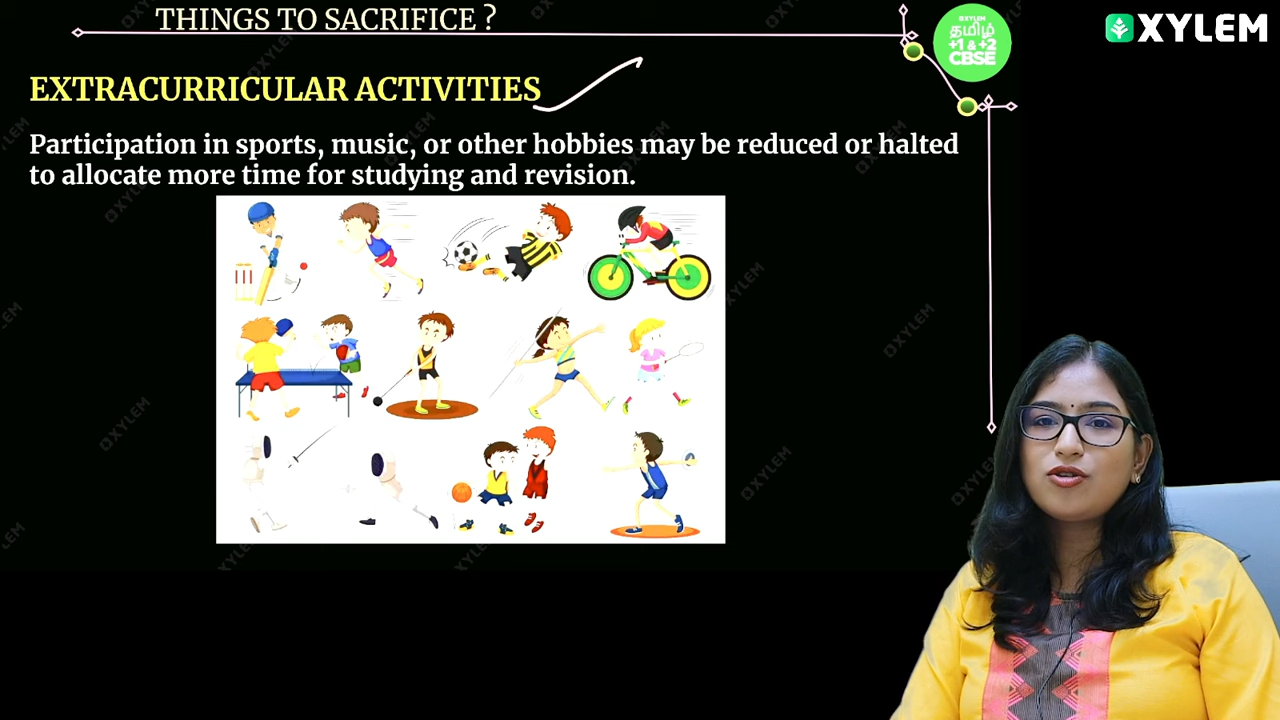 THINGS TO SACRIFICE ?
OXYLEM
தமிழ்
+1 & +2
CBSE
XYLEM
EXTRACURRICULAR ACTIVITIES
Participation in sports, music, or other hobbies may be reduced or halted
to allocate more time for studying and revision.